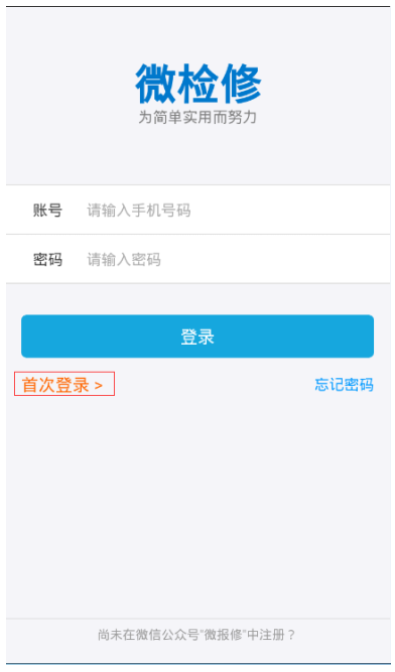 微检修
为简单实用而努力
账号 请输入手机号码
密码 请输入密码
登录
首次登录 > 忘记密码
尚未在微信公众号"微报修"中注册？